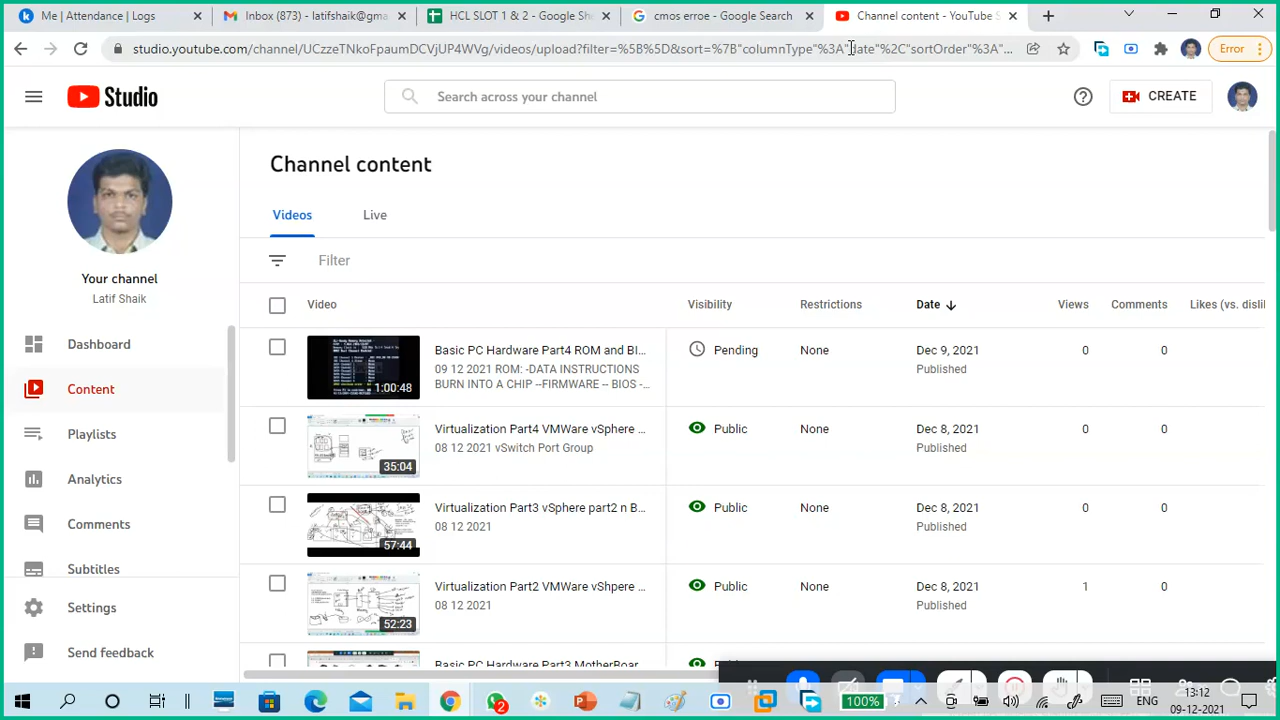 Me | Attendance | Logs
Inbox (873) - latifshaik@gma
HCL SLOT 1 & 2 - Google She
cmos erroe - Google Search
Channel content - YouTube S
studio.youtube.com/channel/UCzzeTNkoFpaumDCVjUP4WVg/videos/upload?filter=%5B%5D&sort=%7B"columnType"%3A"date"%2C"sortOrder"%3A"...
Error
Studio
Search across your channel
CREATE
Your channel
Latif Shaik
Dashboard
Content
Playlists
Analytics
Comments
Subtitles
Settings
Send feedback
Channel content
Videos
Live
Filter
Video
Visibility
Restrictions
Date
Views
Comments
Likes (vs. disli
1:00:48
Basic PC Hardware Part4 ROM
09 12 2021 ROM: -DATA INSTRUCTIONS
BURN INTO A CHIP --FIRMWARE -- BIOS -...
Pending
None
Dec 9, 2021
Published
0
0
35:04
Virtualization Part4 VMWare vSphere ...
08 12 2021 vSwitch Port Group
Public
None
Dec 8, 2021
Published
0
0
57:44
Virtualization Part3 vSphere part2 n B...
08 12 2021
Public
None
Dec 8, 2021
Published
0
0
52:23
Virtualization Part2 VMWare vShpere ...
08 12 2021
Public
None
Dec 8, 2021
Published
1
0
Basic PC Hardware Part3 MotherBoar
2
100%
ENG
13:12
09-12-2021